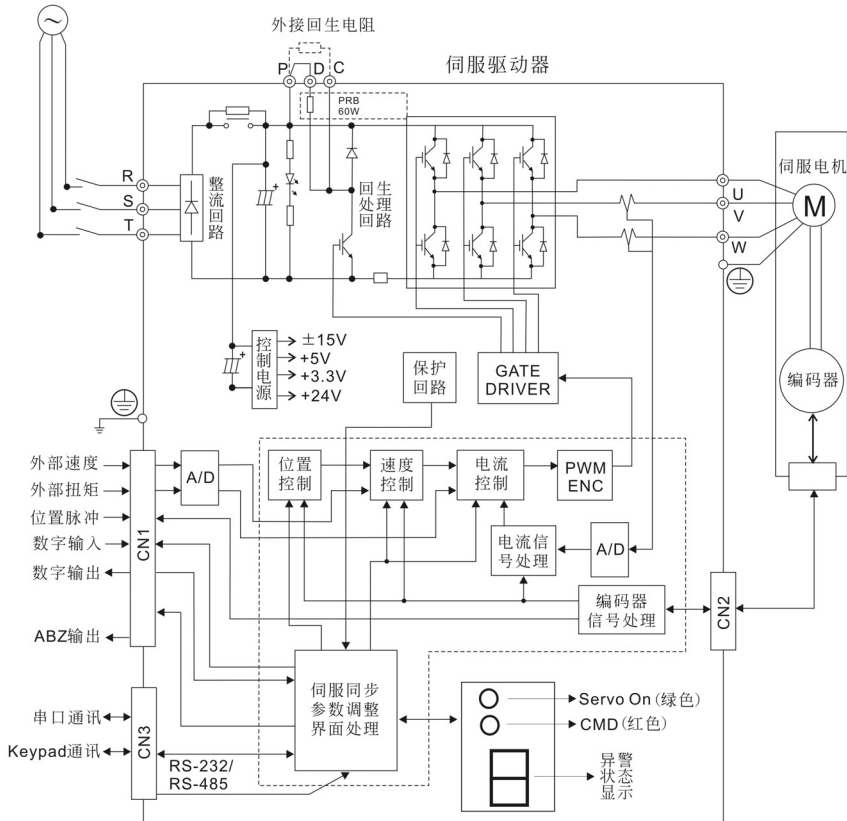 外接回生电阻
P D C
伺服驱动器
PRB
60W
伺服电机
R
S
T
整流回路
回生
处理
回路
U
V
W
M
控制电源
±15V
+5V
+3.3V
+24V
保护
回路
GATE
DRIVER
编码器
外部速度
外部扭矩
位置脉冲
数字输入
数字输出
ABZ输出
CN1
A/D
位置
控制
速度
控制
电流
控制
PWM
ENC
电流信
号处理
A/D
编码器
信号处理
CN2
伺服同步
参数调整
界面处理
Servo On (绿色)
CMD (红色)
异警
状态
显示
串口通讯
Keypad通讯
CN3
RS-232/
RS-485